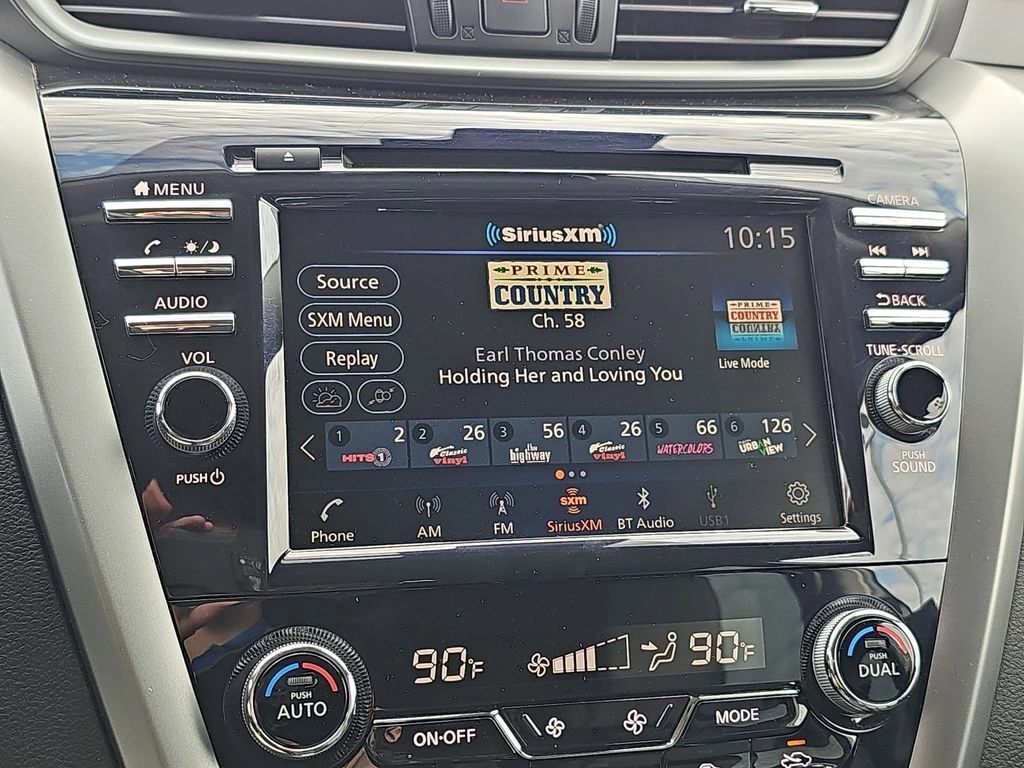 MENU
SiriusXM
10:15
CAMERA
Source
PRIME
COUNTRY
Ch. 58
SXM Menu
AUDIO
BACK
PRIME
COUNTRY
Live Mode
Replay
Earl Thomas Conley
Holding Her and Loving You
VOL
TUNE-SCROLL
1 2 HITS 1
2 26 Classic vinyl
3 56 the highway
4 26 Classic vinyl
5 66 WATERCOLORS
6 126 URBAN VIEW
PUSH
PUSH
SOUND
Phone
AM
FM
sxm
SiriusXM
BT Audio
USB1
Settings
90°F
90°F
PUSH
AUTO
PUSH
DUAL
ON·OFF
MODE